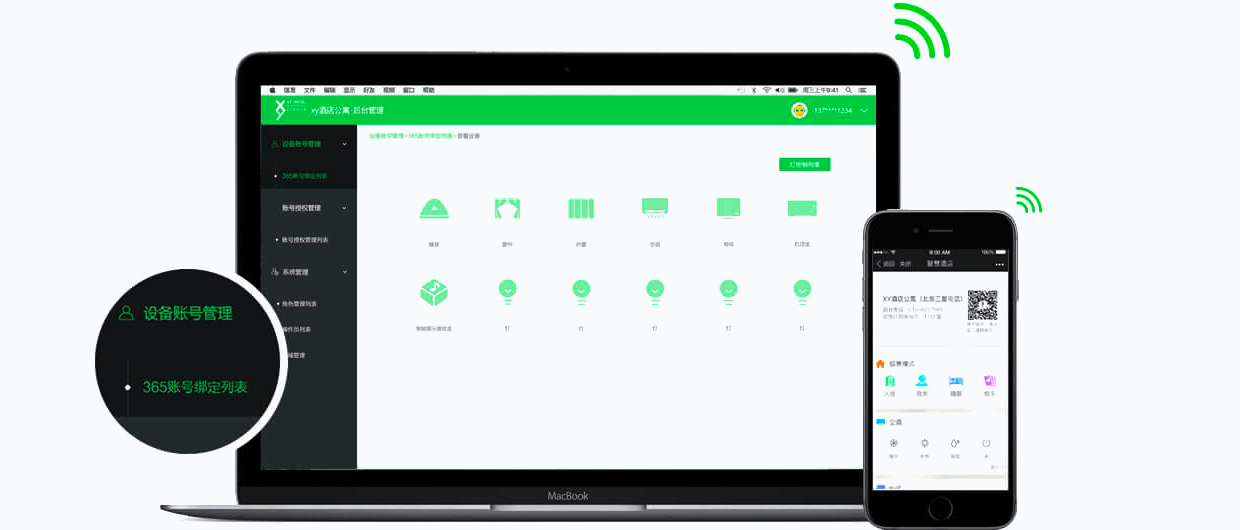 信息 文件 编辑 显示 好友 视频 窗口 帮助
周三上午9:41
xy酒店公寓·后台管理
137****1234
设备账号管理
365账号绑定列表
账号授权管理
账号授权管理列表
系统管理
角色管理列表
操作员列表
设备账号管理 > 365账号绑定列表 > 查看设备
灯控制列表
窗帘
纱窗
空调
电视
机顶盒
灯
灯
灯
灯
灯
设备账号管理
365账号绑定列表
MacBook
9:00 AM
100%
返回 关闭 智慧酒店
XY酒店公寓（北京三里屯店）
情景模式
入住
商务
睡眠
娱乐
空调